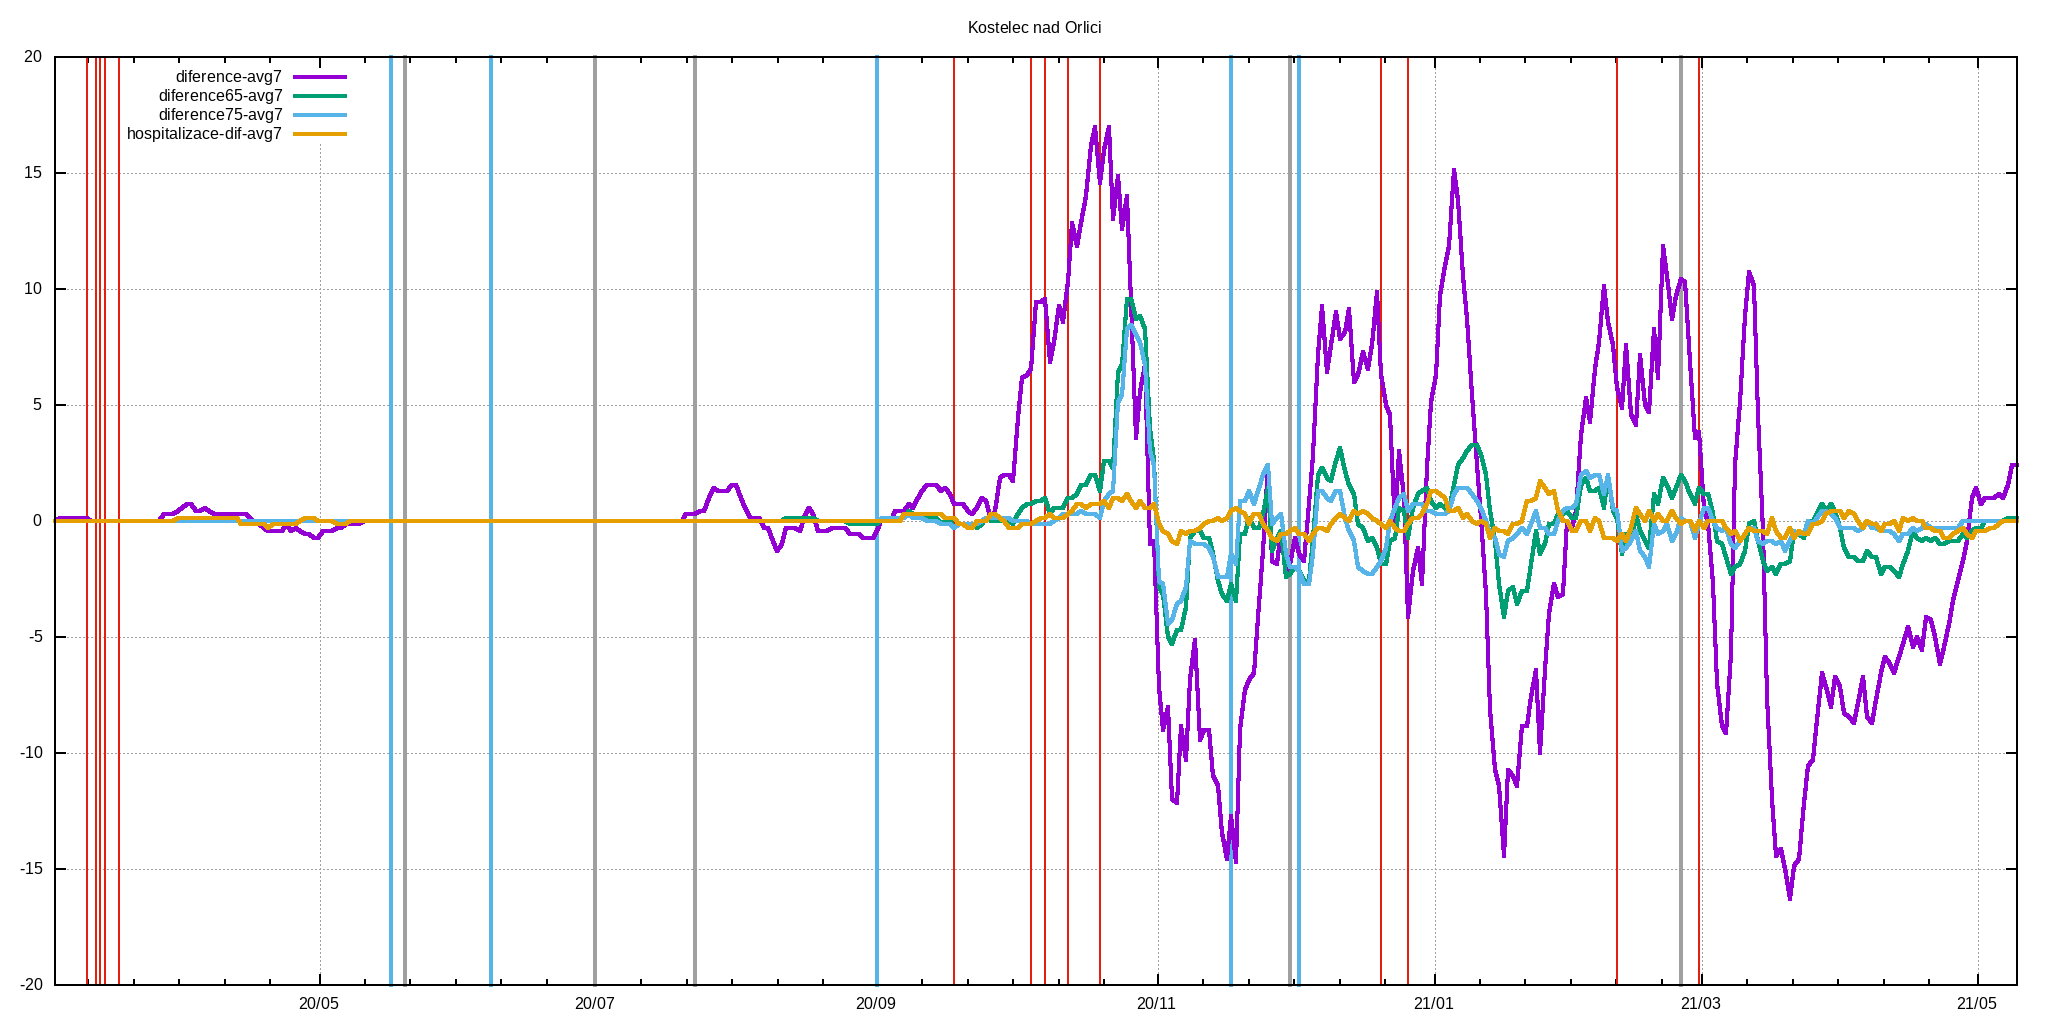 Kostelec nad Orlici
20
diference-avg7
diference65-avg7
diference75-avg7
hospitalizace-dif-avg7
15
10
5
0
-5
-10
-15
-20
20/05 20/07 20/09 20/11 21/01 21/03 21/05